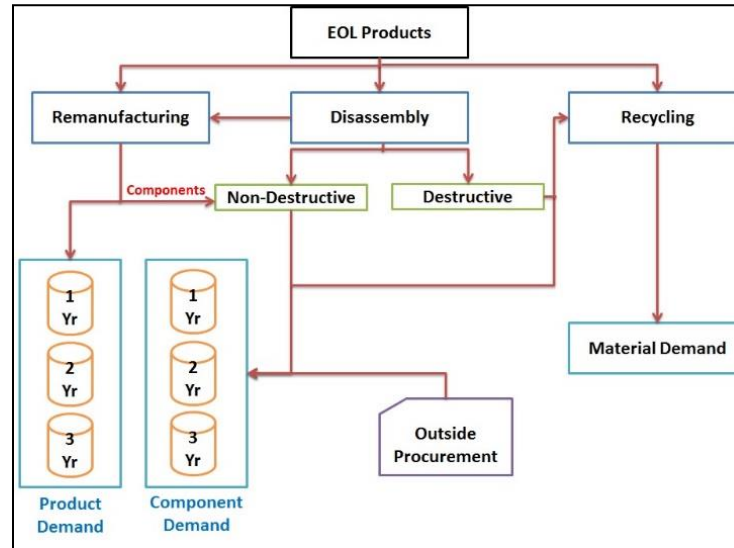 EOL Products
Remanufacturing
Disassembly
Recycling
Components
Non-Destructive
Destructive
1
Yr
2
Yr
3
Yr
1
Yr
2
Yr
3
Yr
Material Demand
Outside
Procurement
Product
Demand
Component
Demand